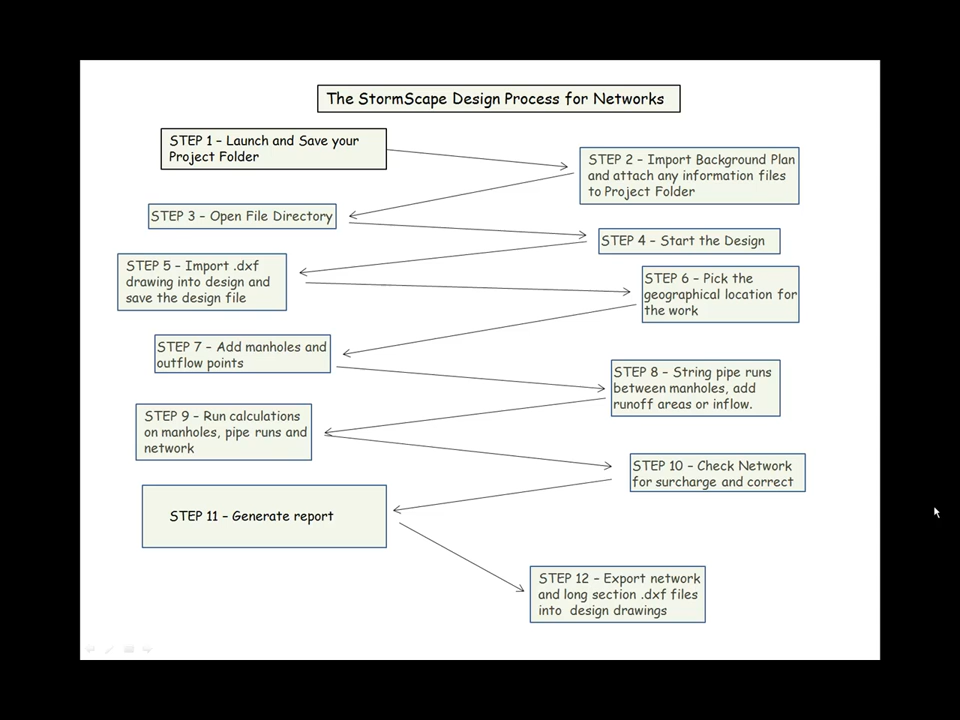 The StormScape Design Process for Networks
STEP 1 – Launch and Save your
Project Folder
STEP 2 – Import Background Plan
and attach any information files
to Project Folder
STEP 3 – Open File Directory
STEP 4 – Start the Design
STEP 5 – Import .dxf
drawing into design and
save the design file
STEP 6 – Pick the
geographical location for
the work
STEP 7 – Add manholes and
outflow points
STEP 8 – String pipe runs
between manholes, add
runoff areas or inflow.
STEP 9 – Run calculations
on manholes, pipe runs and
network
STEP 10 – Check Network
for surcharge and correct
STEP 11 – Generate report
STEP 12 – Export network
and long section .dxf files
into design drawings